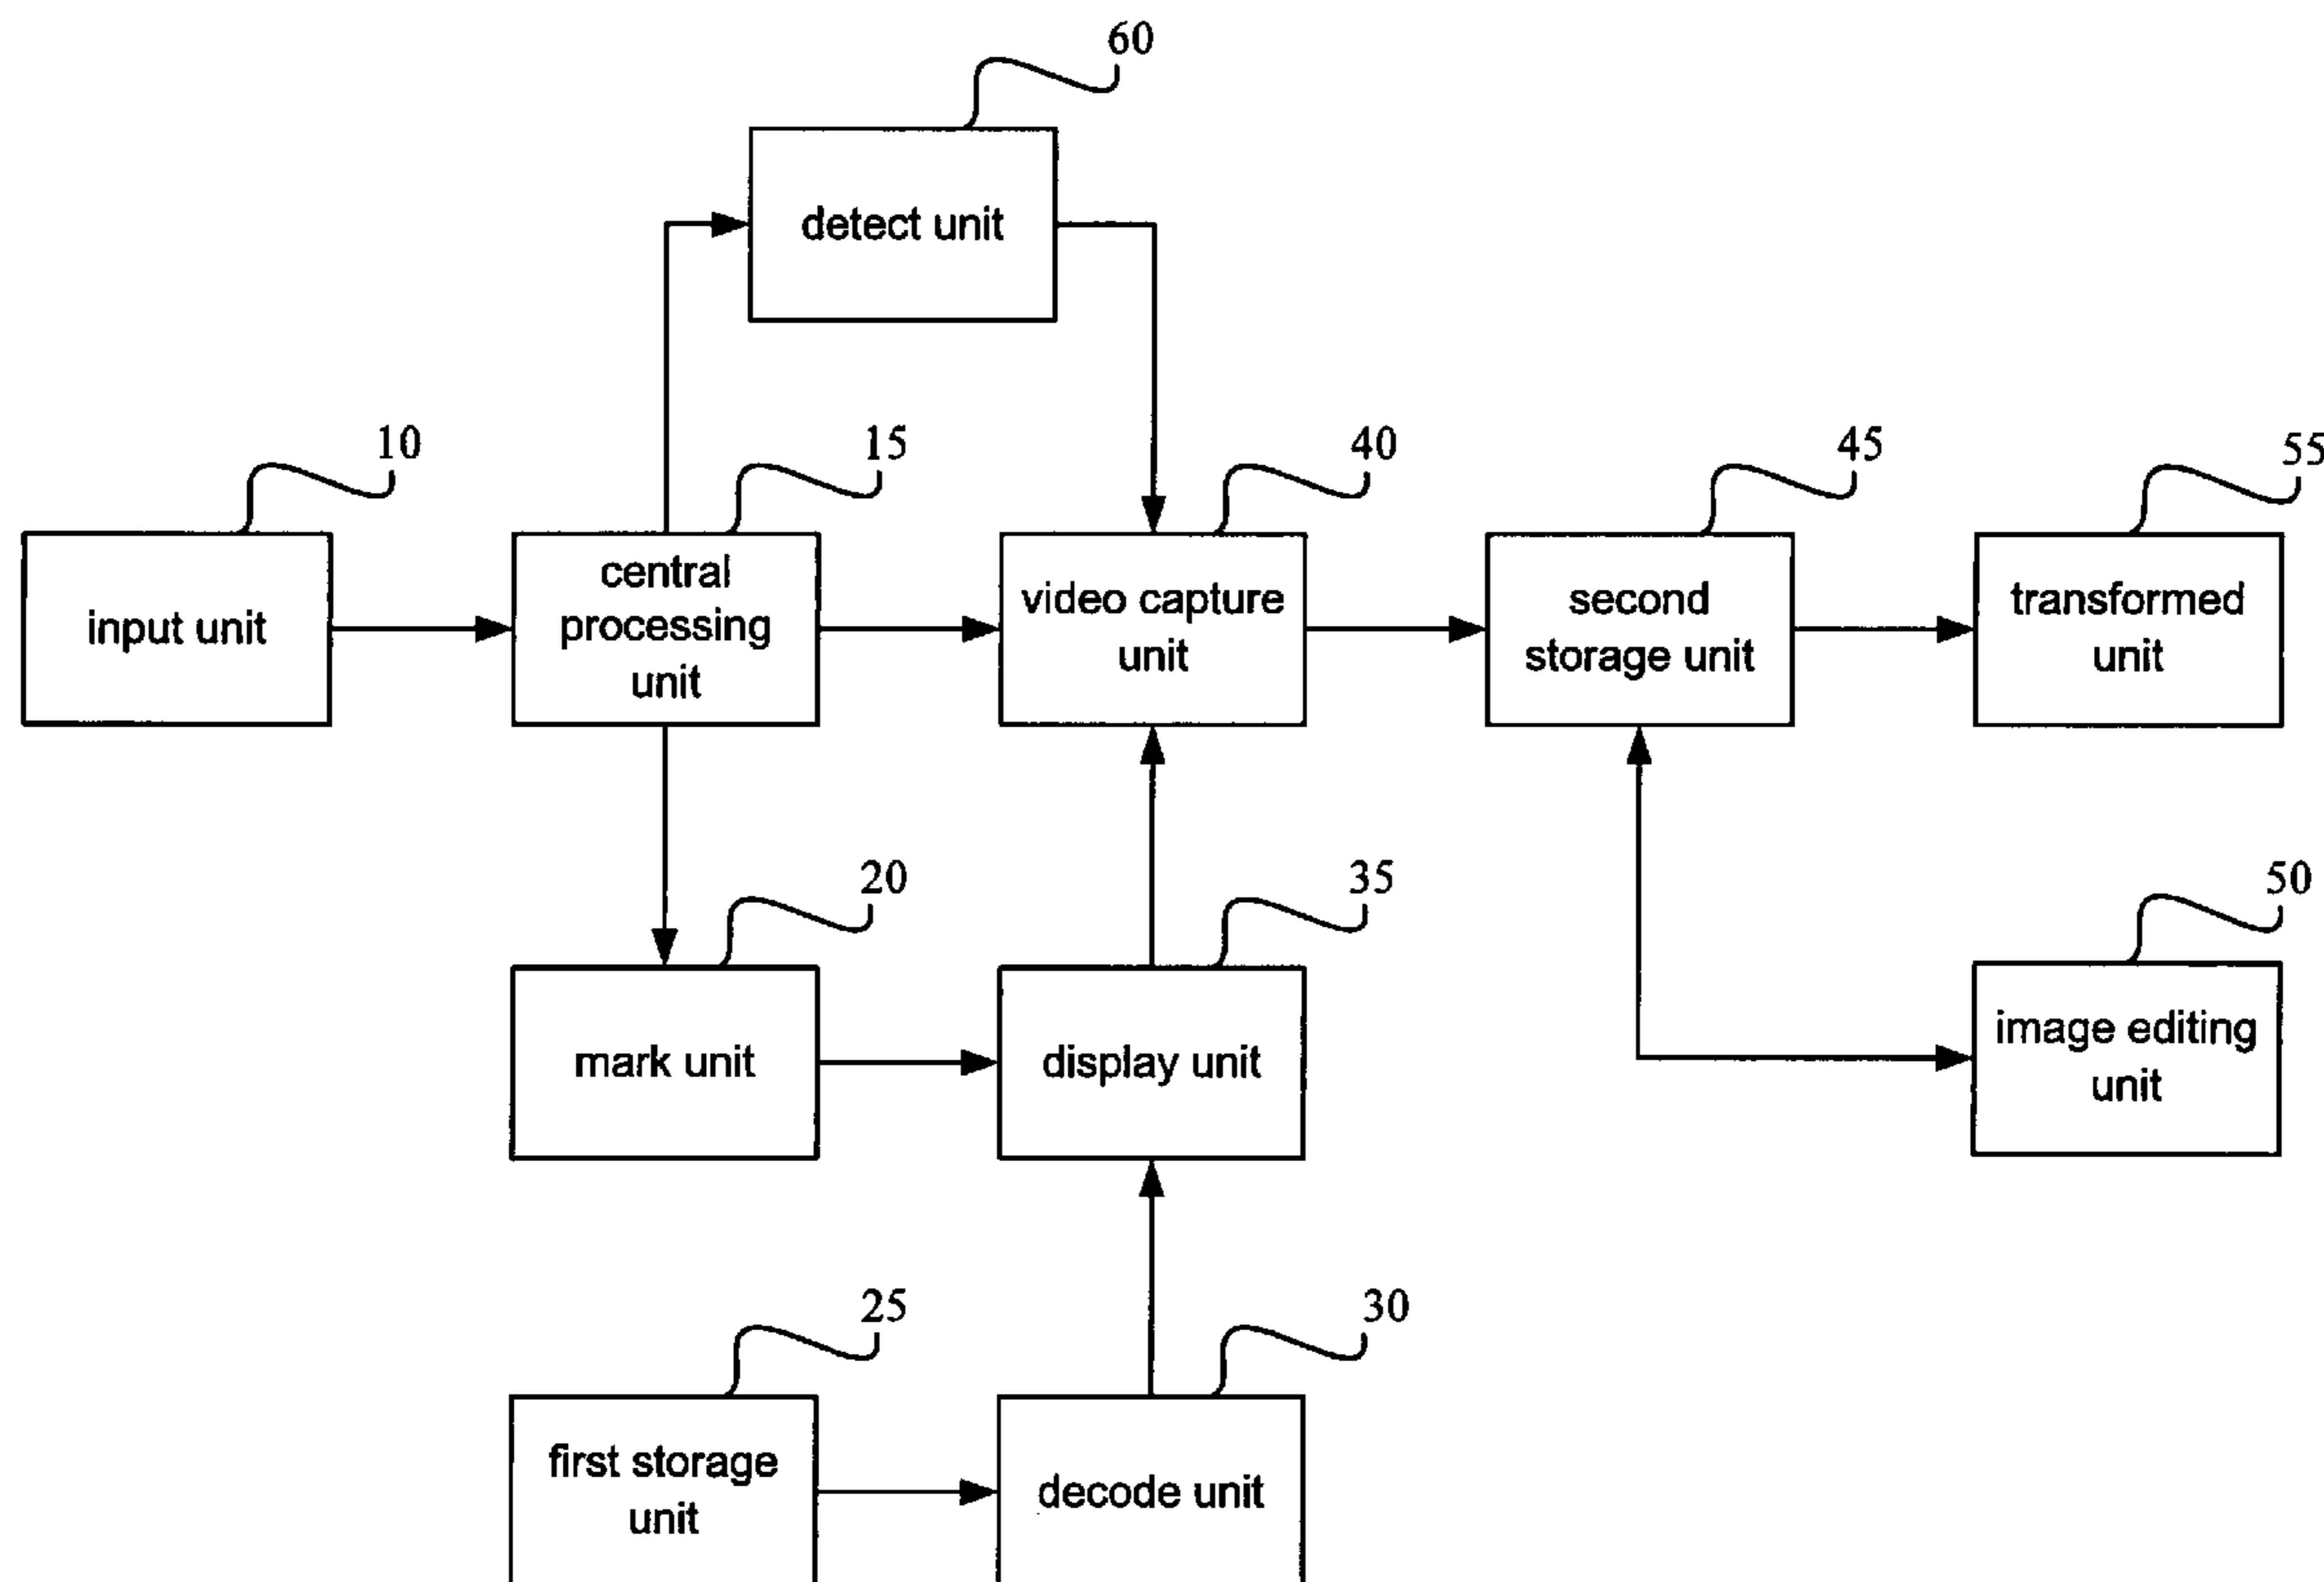 60
detect unit
10
15
40
45
55
input unit
central
processing
unit
video capture
unit
second
storage unit
transformed
unit
20
35
50
mark unit
display unit
image editing
unit
25
30
first storage
unit
decode unit